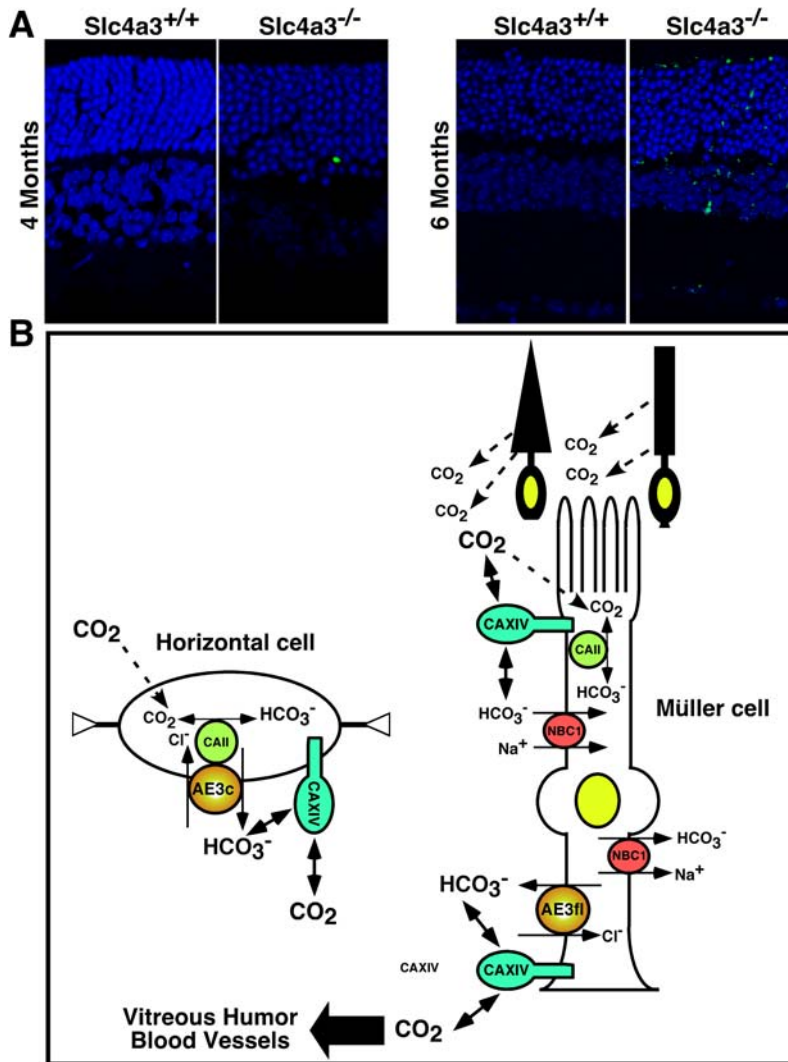 A
Slc4a3+/+
Slc4a3-/-
Slc4a3+/+
Slc4a3-/-
4 Months
6 Months
B
CO2
CO2
CO2
CO2
CO2
CO2
CAXIV
CAII
HCO3-
HCO3-
NBC1
Na+
Müller cell
CO2
Horizontal cell
CO2
HCO3-
Cl-
CAII
AE3c
CAXIV
HCO3-
CO2
HCO3-
NBC1
Na+
HCO3-
AE3fl
Cl-
CAXIV
CAXIV
Vitreous Humor
Blood Vessels
CO2